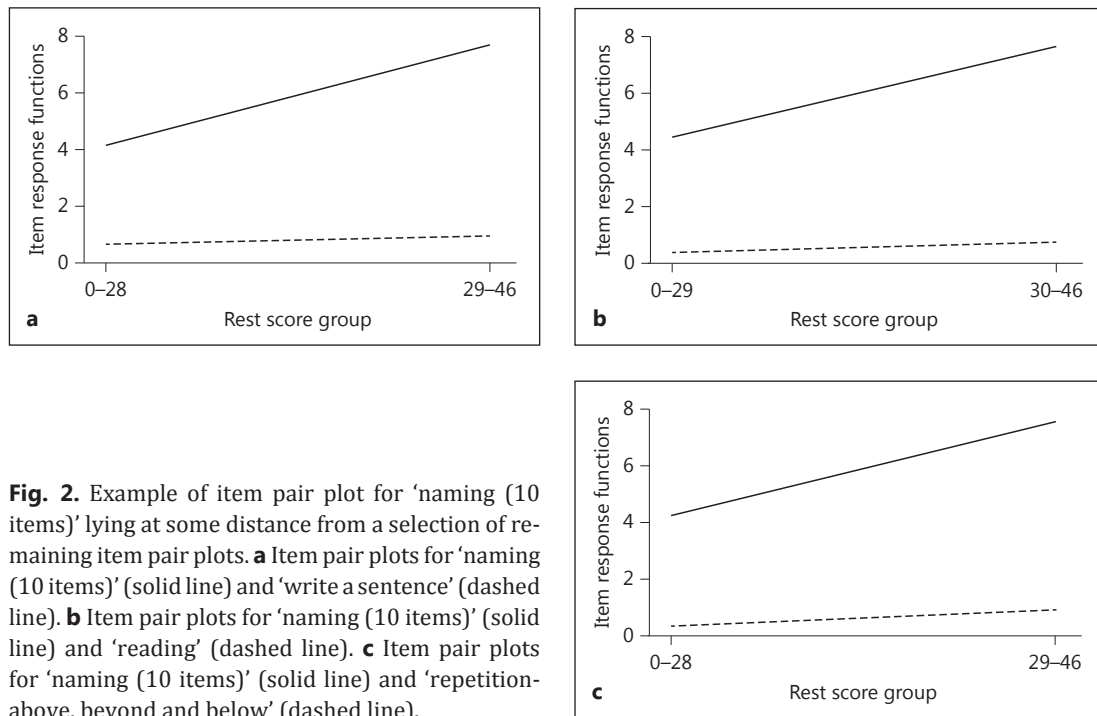 8
6
4
2
0
Item response functions
0–28
29–46
a
Rest score group
8
6
4
2
0
Item response functions
0–29
30–46
b
Rest score group
8
6
4
2
0
Item response functions
0–28
29–46
c
Rest score group
Fig. 2. Example of item pair plot for ‘naming (10
items)’ lying at some distance from a selection of re-
maining item pair plots. a Item pair plots for ‘naming
(10 items)’ (solid line) and ‘write a sentence’ (dashed
line). b Item pair plots for ‘naming (10 items)’ (solid
line) and ‘reading’ (dashed line). c Item pair plots
for ‘naming (10 items)’ (solid line) and ‘repetition-
above, beyond and below’ (dashed line).